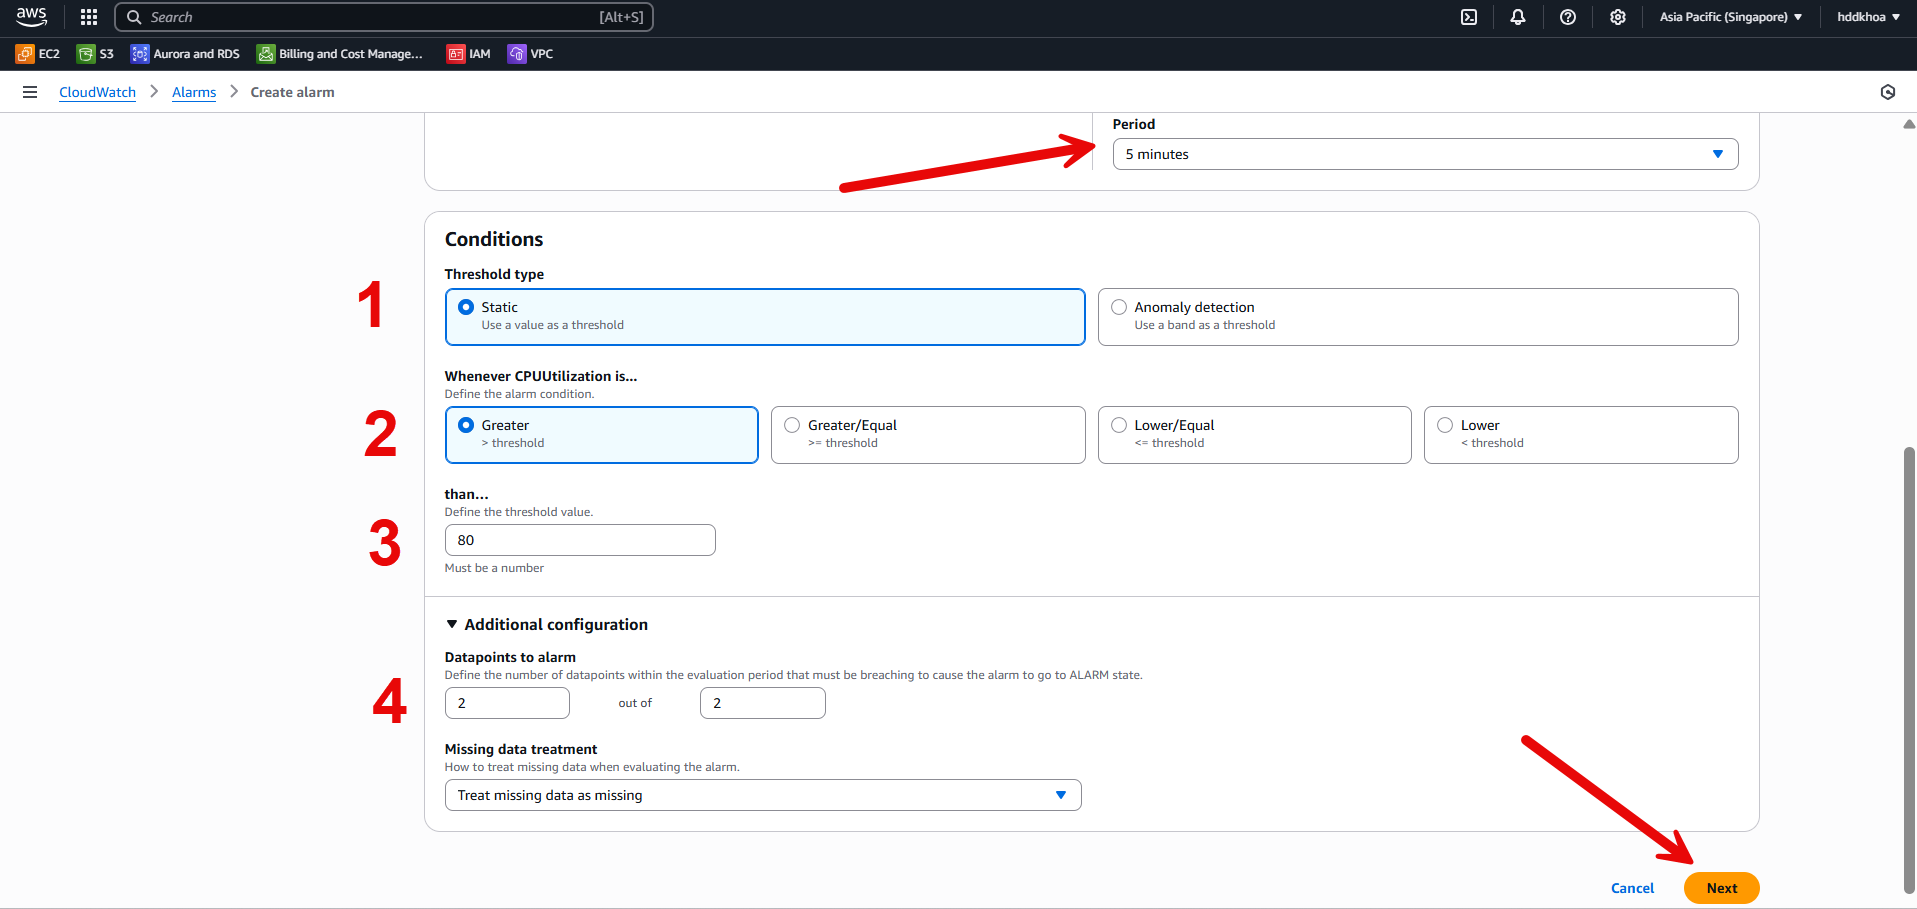 aws
Search
[Alt+S]
Asia Pacific (Singapore)
hddkhoa
EC2
S3
Aurora and RDS
Billing and Cost Manage...
IAM
VPC
CloudWatch
Alarms
Create alarm
Period
5 minutes
Conditions
Threshold type
1
Static
Use a value as a threshold
Anomaly detection
Use a band as a threshold
Whenever CPUUtilization is...
Define the alarm condition.
2
Greater
> threshold
Greater/Equal
>= threshold
Lower/Equal
<= threshold
Lower
< threshold
than...
Define the threshold value.
3
80
Must be a number
Additional configuration
Datapoints to alarm
Define the number of datapoints within the evaluation period that must be breaching to cause the alarm to go to ALARM state.
4
2 out of 2
Missing data treatment
How to treat missing data when evaluating the alarm.
Treat missing data as missing
Cancel
Next